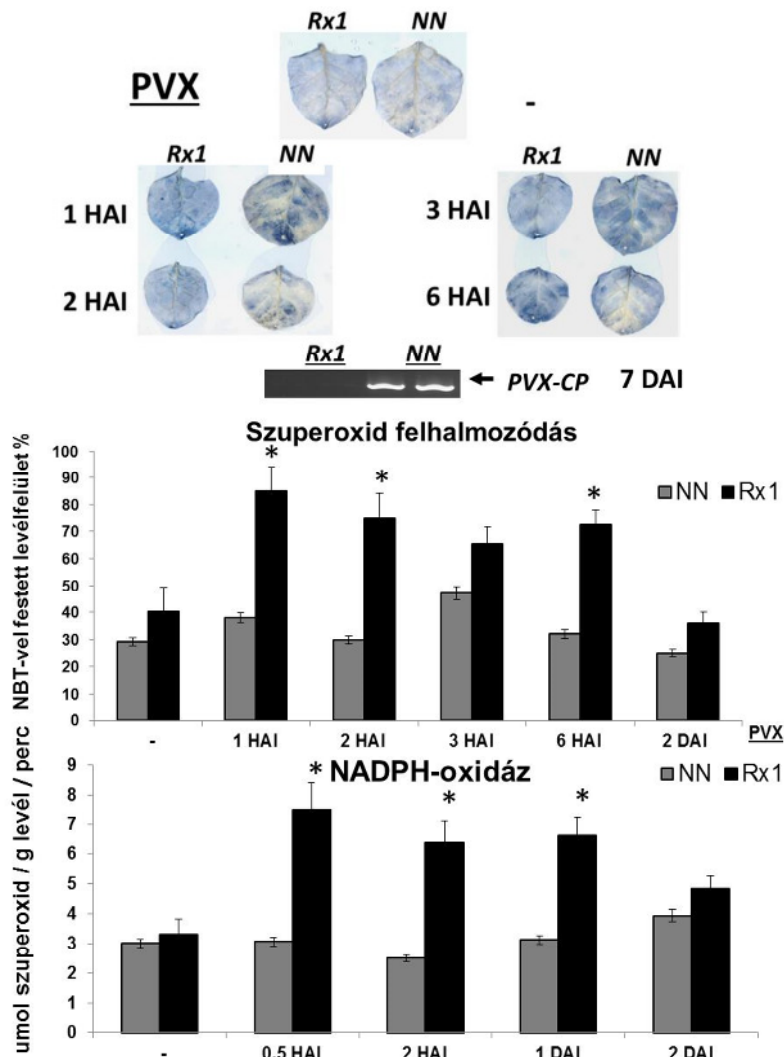 Rx1 NN
PVX
-
Rx1 NN
1 HAI
2 HAI
Rx1 NN
3 HAI
6 HAI
Rx1 NN
PVX-CP 7 DAI
Szuperoxid felhalmozódás
NBT-vel festett levélfelület %
100
90
80
70
60
50
40
30
20
10
0
* * *
NN Rx1
- 1 HAI 2 HAI 3 HAI 6 HAI 2 DAI PVX
NADPH-oxidáz
umol szuperoxid / g levél / perc
9
8
7
6
5
4
3
2
1
0
* * *
NN Rx1
- 0.5 HAI 2 HAI 1 DAI 2 DAI